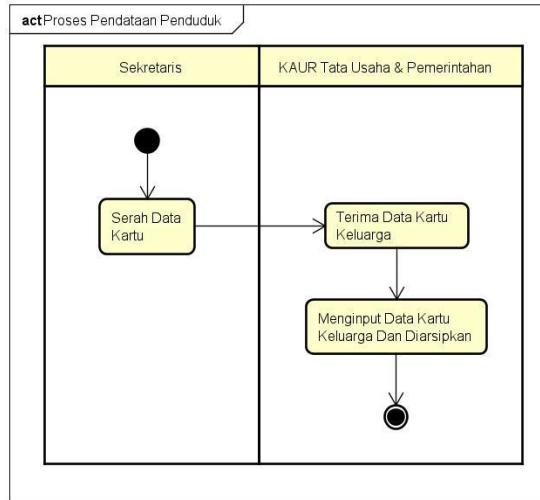 act Proses Pendataan Penduduk
Sekretaris
KAUR Tata Usaha & Pemerintahan
Serah Data
Kartu
Terima Data Kartu
Keluarga
Menginput Data Kartu
Keluarga Dan Diarsipkan